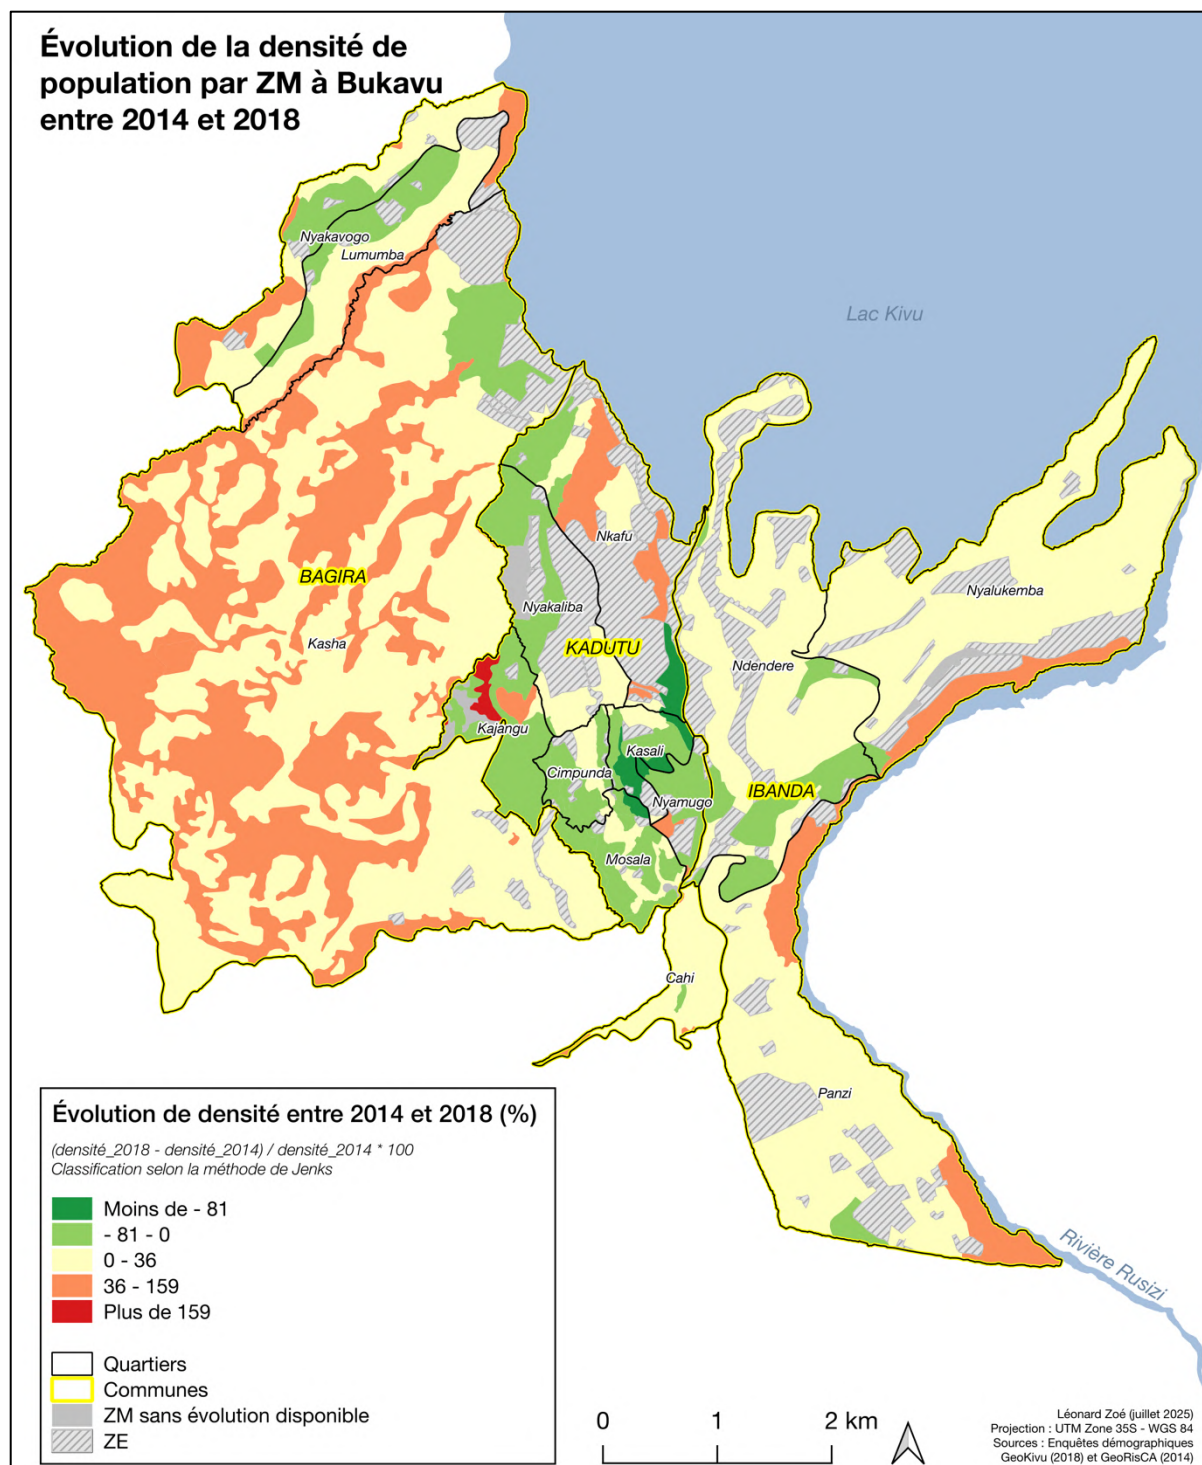 Évolution de la densité de
population par ZM à Bukavu
entre 2014 et 2018
Nyakavogo
Lumumba
Lac Kivu
Nkafu
BAGIRA
Nyakaliba
Nyalukemba
Kasha
KADUTU
Ndendere
Kajangu
Kasali
Cimpunda
IBANDA
Nyamugo
Mosala
Cahi
Panzi
Rivière Rusizi
Évolution de densité entre 2014 et 2018 (%)
(densité_2018 - densité_2014) / densité_2014 * 100
Classification selon la méthode de Jenks
Moins de - 81
- 81 - 0
0 - 36
36 - 159
Plus de 159
Quartiers
Communes
ZM sans évolution disponible
ZE
0 1 2 km
Léonard Zoé (juillet 2025)
Projection : UTM Zone 35S - WGS 84
Sources : Enquêtes démographiques
GeoKivu (2018) et GeoRisCA (2014)